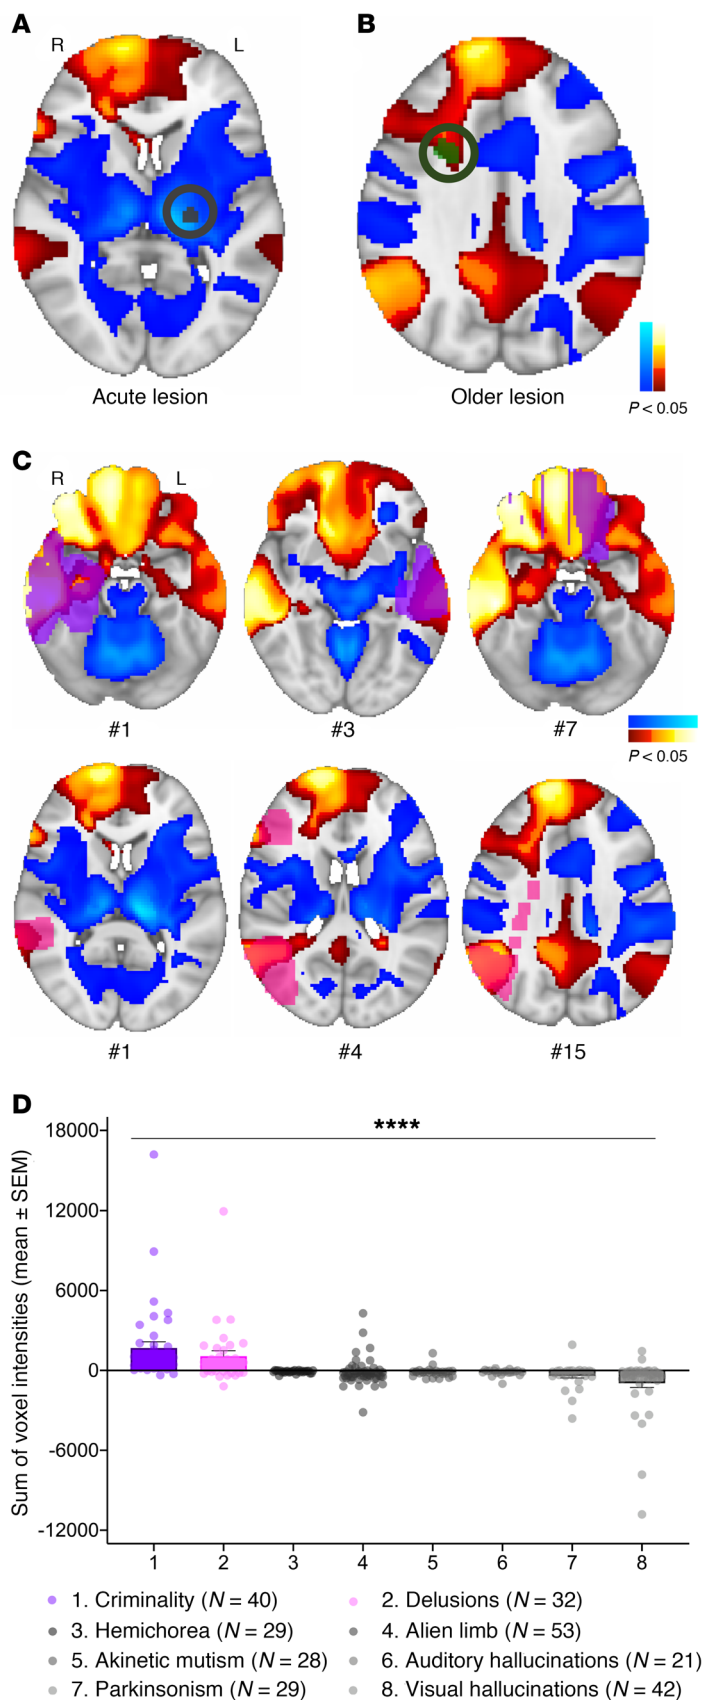 A
B
R
L
P < 0.05
Acute lesion
Older lesion
C
R
L
#1
#3
#7
P < 0.05
#1
#4
#15
D
****
Sum of voxel intensities (mean ± SEM)
18000
12000
6000
0
-6000
-12000
1 2 3 4 5 6 7 8
1. Criminality (N = 40)
2. Delusions (N = 32)
3. Hemichorea (N = 29)
4. Alien limb (N = 53)
5. Akinetic mutism (N = 28)
6. Auditory hallucinations (N = 21)
7. Parkinsonism (N = 29)
8. Visual hallucinations (N = 42)